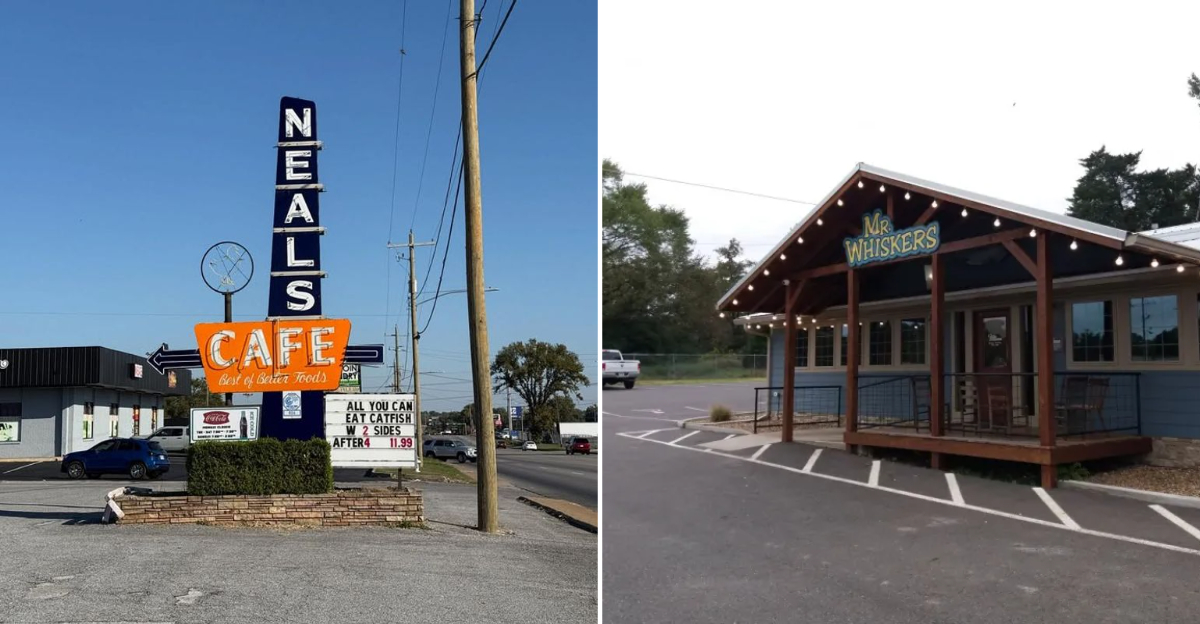 NEALS
CAFE
Best of Better Foods
Coca-Cola
ALL YOU CAN
EAT CATFISH
W 2 SIDES
AFTER4 11.99
MR
WHISKERS